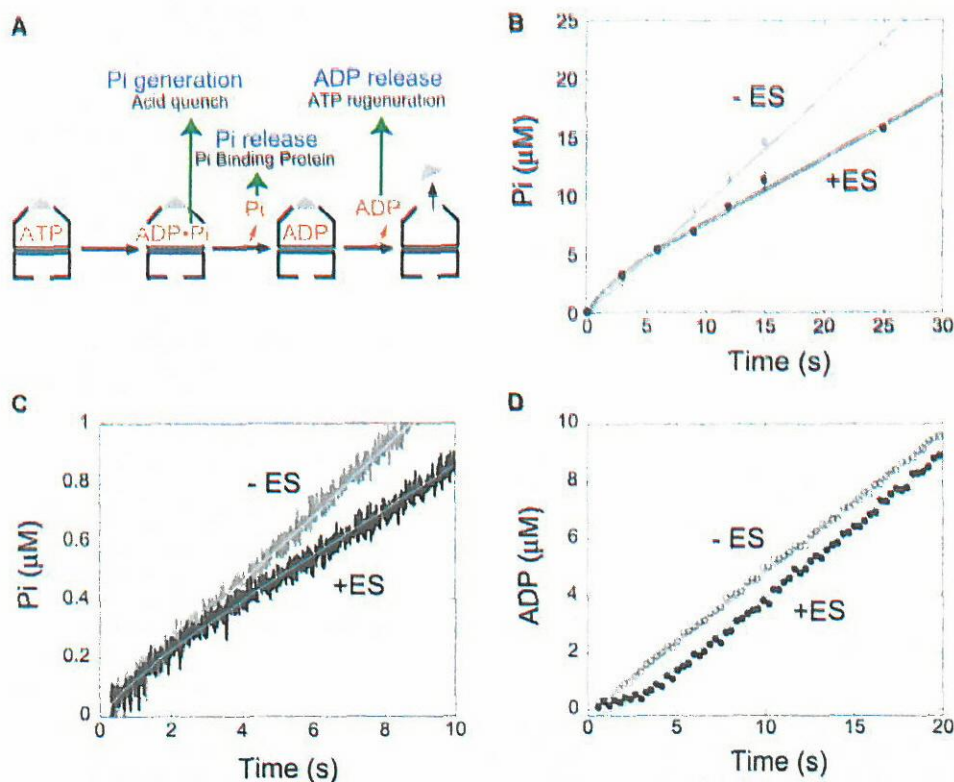 A
Pi generation
Acid quench
ADP release
ATP regeneration
Pi release
Pi Binding Protein
ATP
ADP•Pi
Pi
ADP
ADP
B
25
20
15
10
5
0
Pi (μM)
- ES
+ES
0 5 10 15 20 25 30
Time (s)
C
1
0.8
0.6
0.4
0.2
0
Pi (μM)
- ES
+ES
0 2 4 6 8 10
Time (s)
D
10
8
6
4
2
0
ADP (μM)
- ES
+ES
0 5 10 15 20
Time (s)